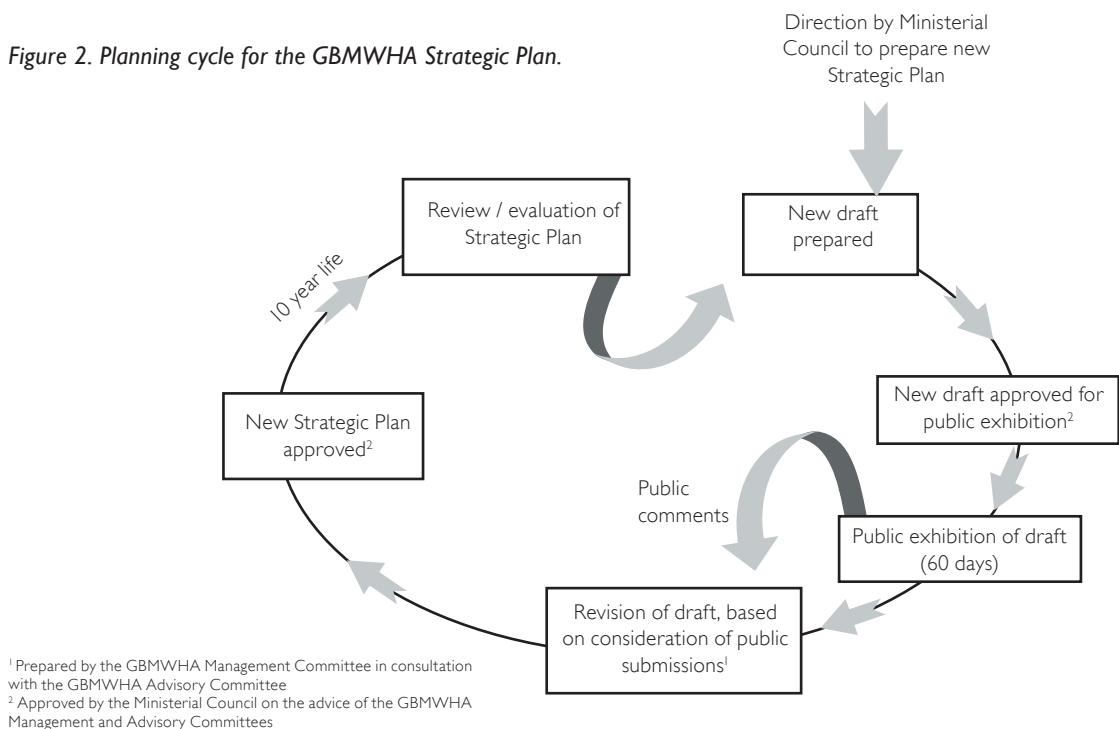 Figure 2. Planning cycle for the GBMWHA Strategic Plan.
Direction by Ministerial
Council to prepare new
Strategic Plan
Review / evaluation of
Strategic Plan
New draft
prepared
10 year life
New draft approved for
public exhibition²
New Strategic Plan
approved²
Public
comments
Public exhibition of draft
(60 days)
Revision of draft, based
on consideration of public
submissions¹
¹ Prepared by the GBMWHA Management Committee in consultation
with the GBMWHA Advisory Committee
² Approved by the Ministerial Council on the advice of the GBMWHA
Management and Advisory Committees